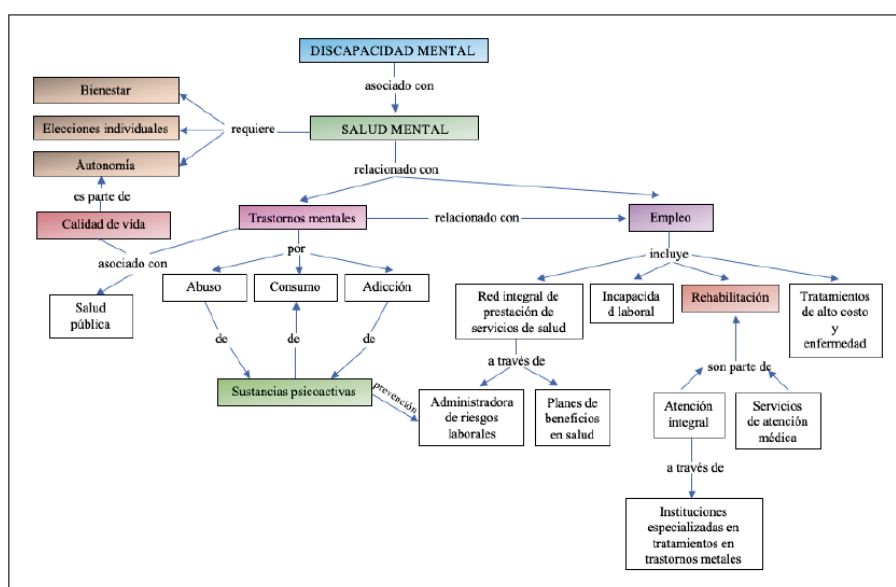 DISCAPACIDAD MENTAL
asociado con
Bienestar
Elecciones individuales
requiere
SALUD MENTAL
Autonomía
relacionado con
es parte de
Calidad de vida
Trastornos mentales
relacionado con
Empleo
asociado con
por
incluye
Salud
pública
Abuso
Consumo
Adicción
Red integral de
prestación de
servicios de salud
Incapacida
d laboral
Rehabilitación
Tratamientos
de alto costo
y
enfermedad
de
de
de
a través de
son parte de
Sustancias psicoactivas
prevención
Administradora
de riesgos
laborales
Planes de
beneficios
en salud
Atención
integral
Servicios
de atención
médica
a través de
Instituciones
especializadas en
tratamientos en
trastornos metales